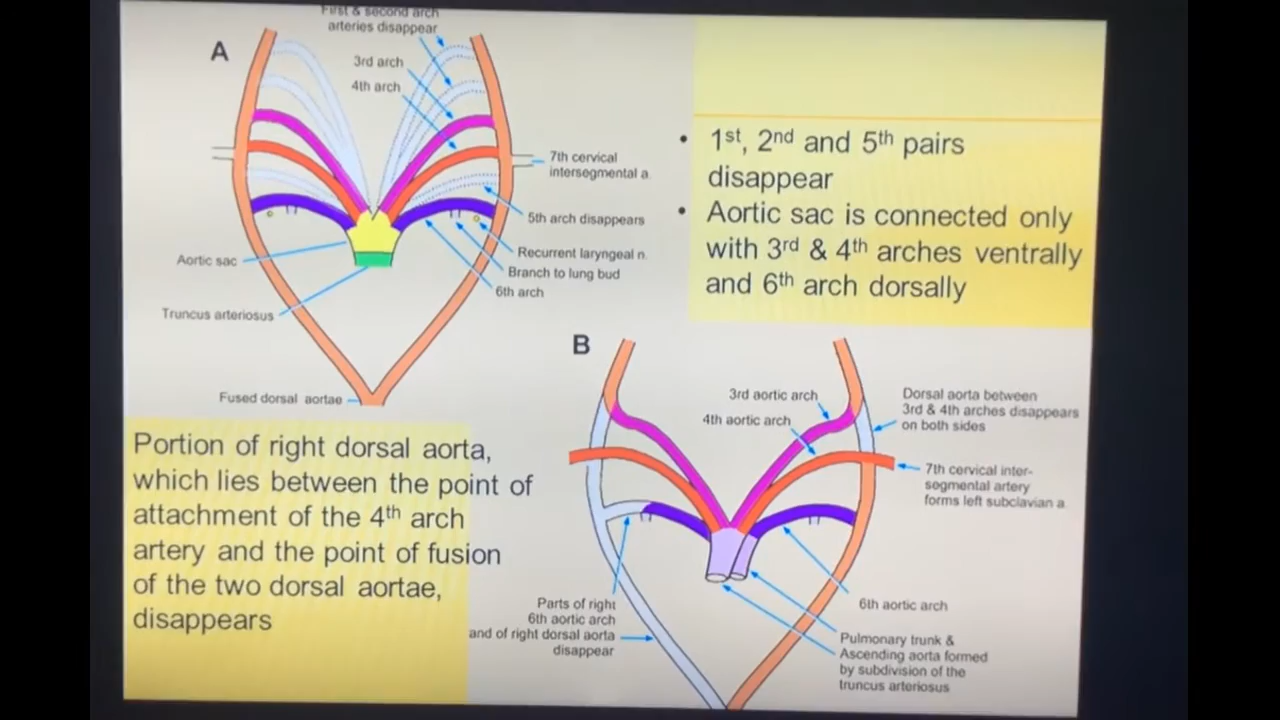 First & second arch
arteries disappear
A
3rd arch
4th arch
7th cervical
intersegmental a.
5th arch disappears
Recurrent laryngeal n.
Branch to lung bud
6th arch
Aortic sac
Truncus arteriosus
Fused dorsal aortae
• 1st, 2nd and 5th pairs
disappear
• Aortic sac is connected only
with 3rd & 4th arches ventrally
and 6th arch dorsally
Portion of right dorsal aorta,
which lies between the point of
attachment of the 4th arch
artery and the point of fusion
of the two dorsal aortae,
disappears
B
3rd aortic arch
4th aortic arch
Dorsal aorta between
3rd & 4th arches disappears
on both sides
7th cervical inter-
segmental artery
forms left subclavian a.
Parts of right
6th aortic arch
and of right dorsal aorta
disappear
6th aortic arch
Pulmonary trunk &
Ascending aorta formed
by subdivision of the
truncus arteriosus